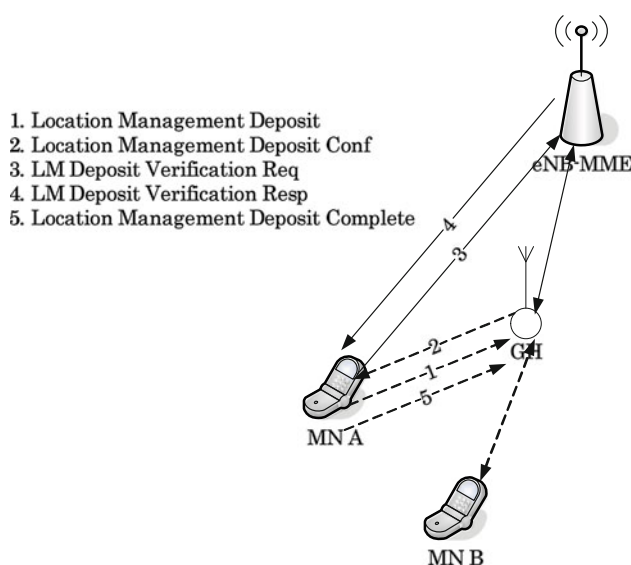 1. Location Management Deposit
2. Location Management Deposit Conf
3. LM Deposit Verification Req
4. LM Deposit Verification Resp
5. Location Management Deposit Complete
eNB-MME
4
3
2
GH
1
5
MN A
MN B